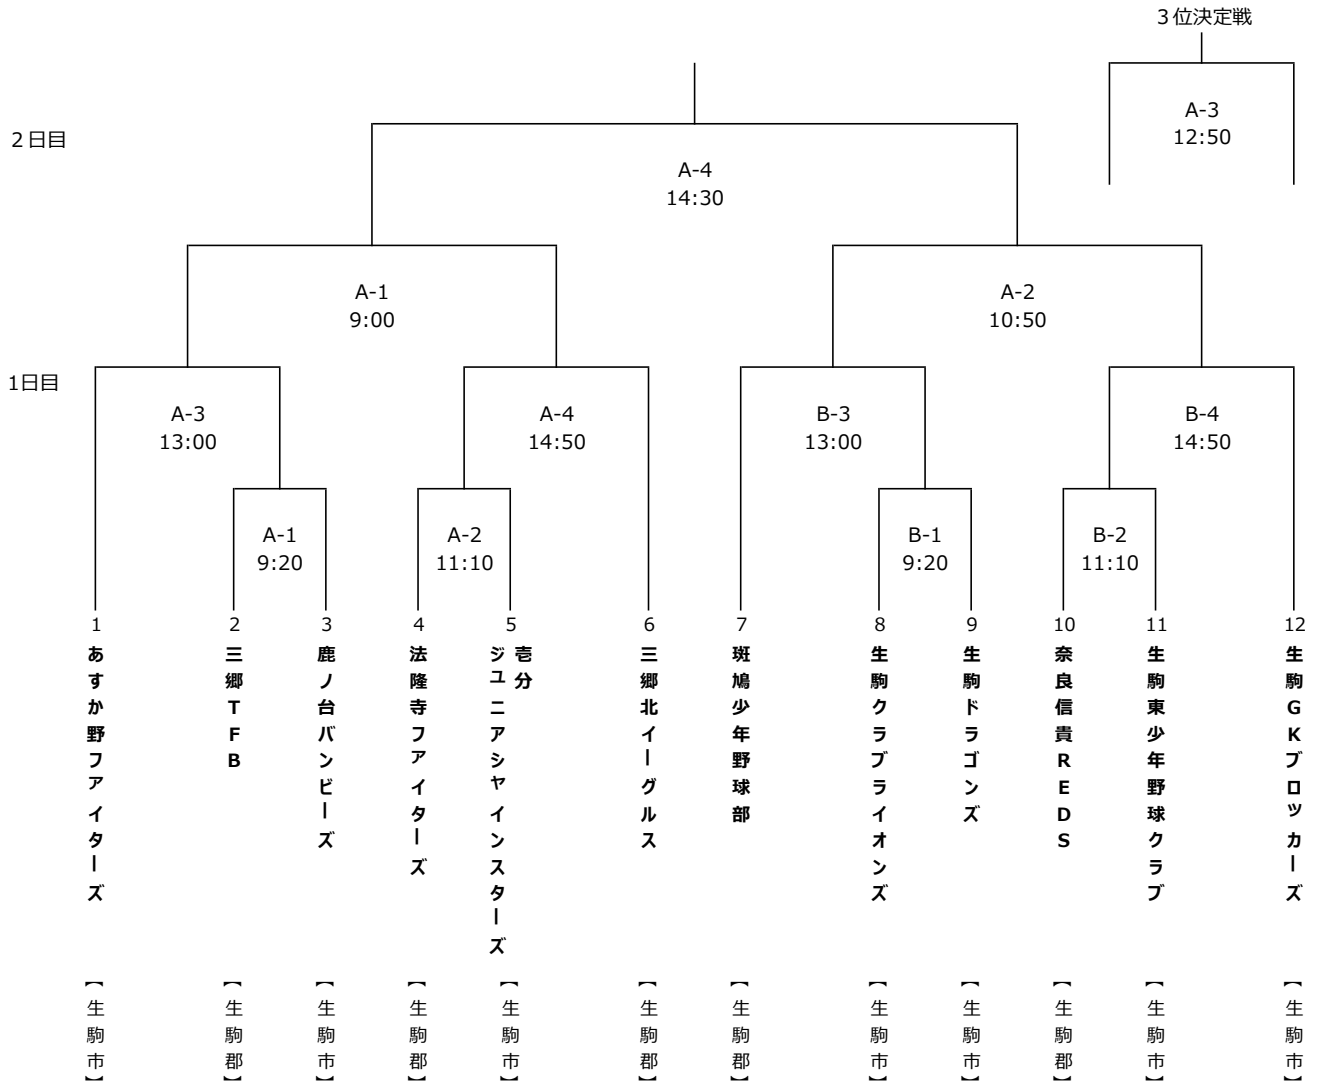 3位決定戦
A-3
12:50
2日目
A-4
14:30
A-1
9:00
A-2
10:50
1日目
A-3
13:00
A-4
14:50
B-3
13:00
B-4
14:50
A-1
9:20
A-2
11:10
B-1
9:20
B-2
11:10
1
あすか野ファイターズ
【生駒市】
2
三郷TFB
【生駒郡】
3
鹿ノ台バンビーズ
【生駒市】
4
法隆寺ファイターズ
【生駒郡】
5
壱分
ジュニアシャインスターズ
【生駒市】
6
三郷北イーグルス
【生駒郡】
7
斑鳩少年野球部
【生駒郡】
8
生駒クラブライオンズ
【生駒市】
9
生駒ドラゴンズ
【生駒市】
10
奈良信貴REDS
【生駒郡】
11
生駒東少年野球クラブ
【生駒市】
12
生駒GKブロッカーズ
【生駒市】